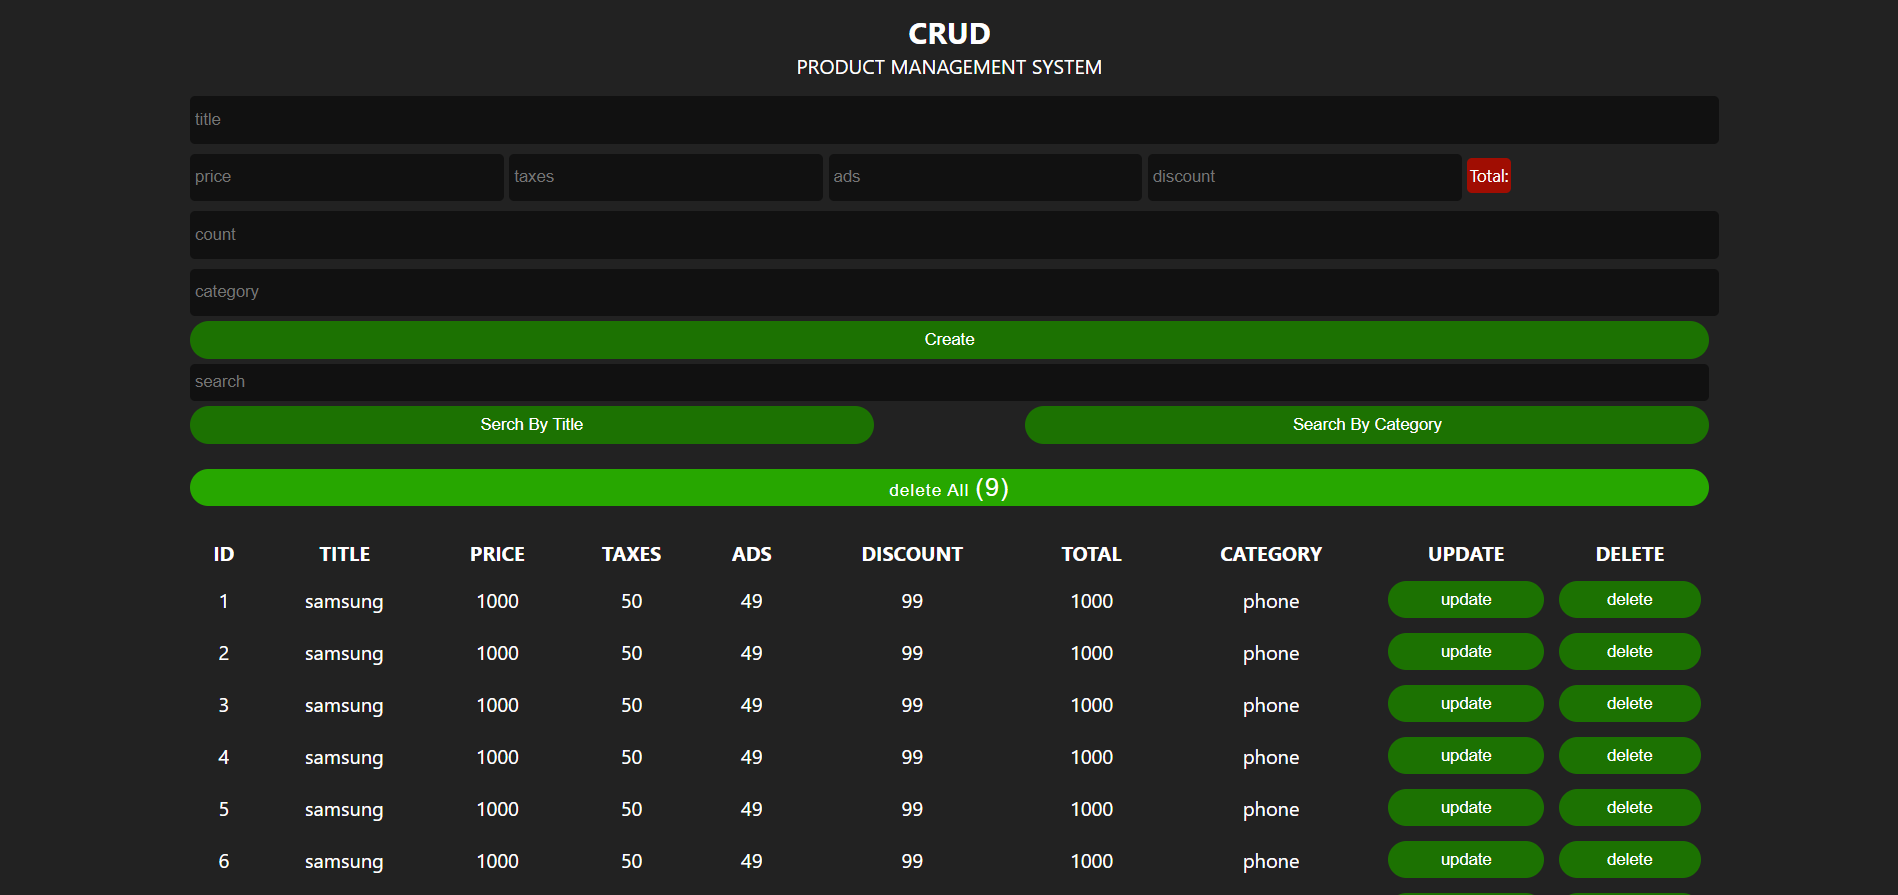 CRUD
PRODUCT MANAGEMENT SYSTEM
title
price taxes ads discount Total:
count
category
Create
search
Serch By Title Search By Category
delete All (9)
ID TITLE PRICE TAXES ADS DISCOUNT TOTAL CATEGORY UPDATE DELETE
1 samsung 1000 50 49 99 1000 phone update delete
2 samsung 1000 50 49 99 1000 phone update delete
3 samsung 1000 50 49 99 1000 phone update delete
4 samsung 1000 50 49 99 1000 phone update delete
5 samsung 1000 50 49 99 1000 phone update delete
6 samsung 1000 50 49 99 1000 phone update delete